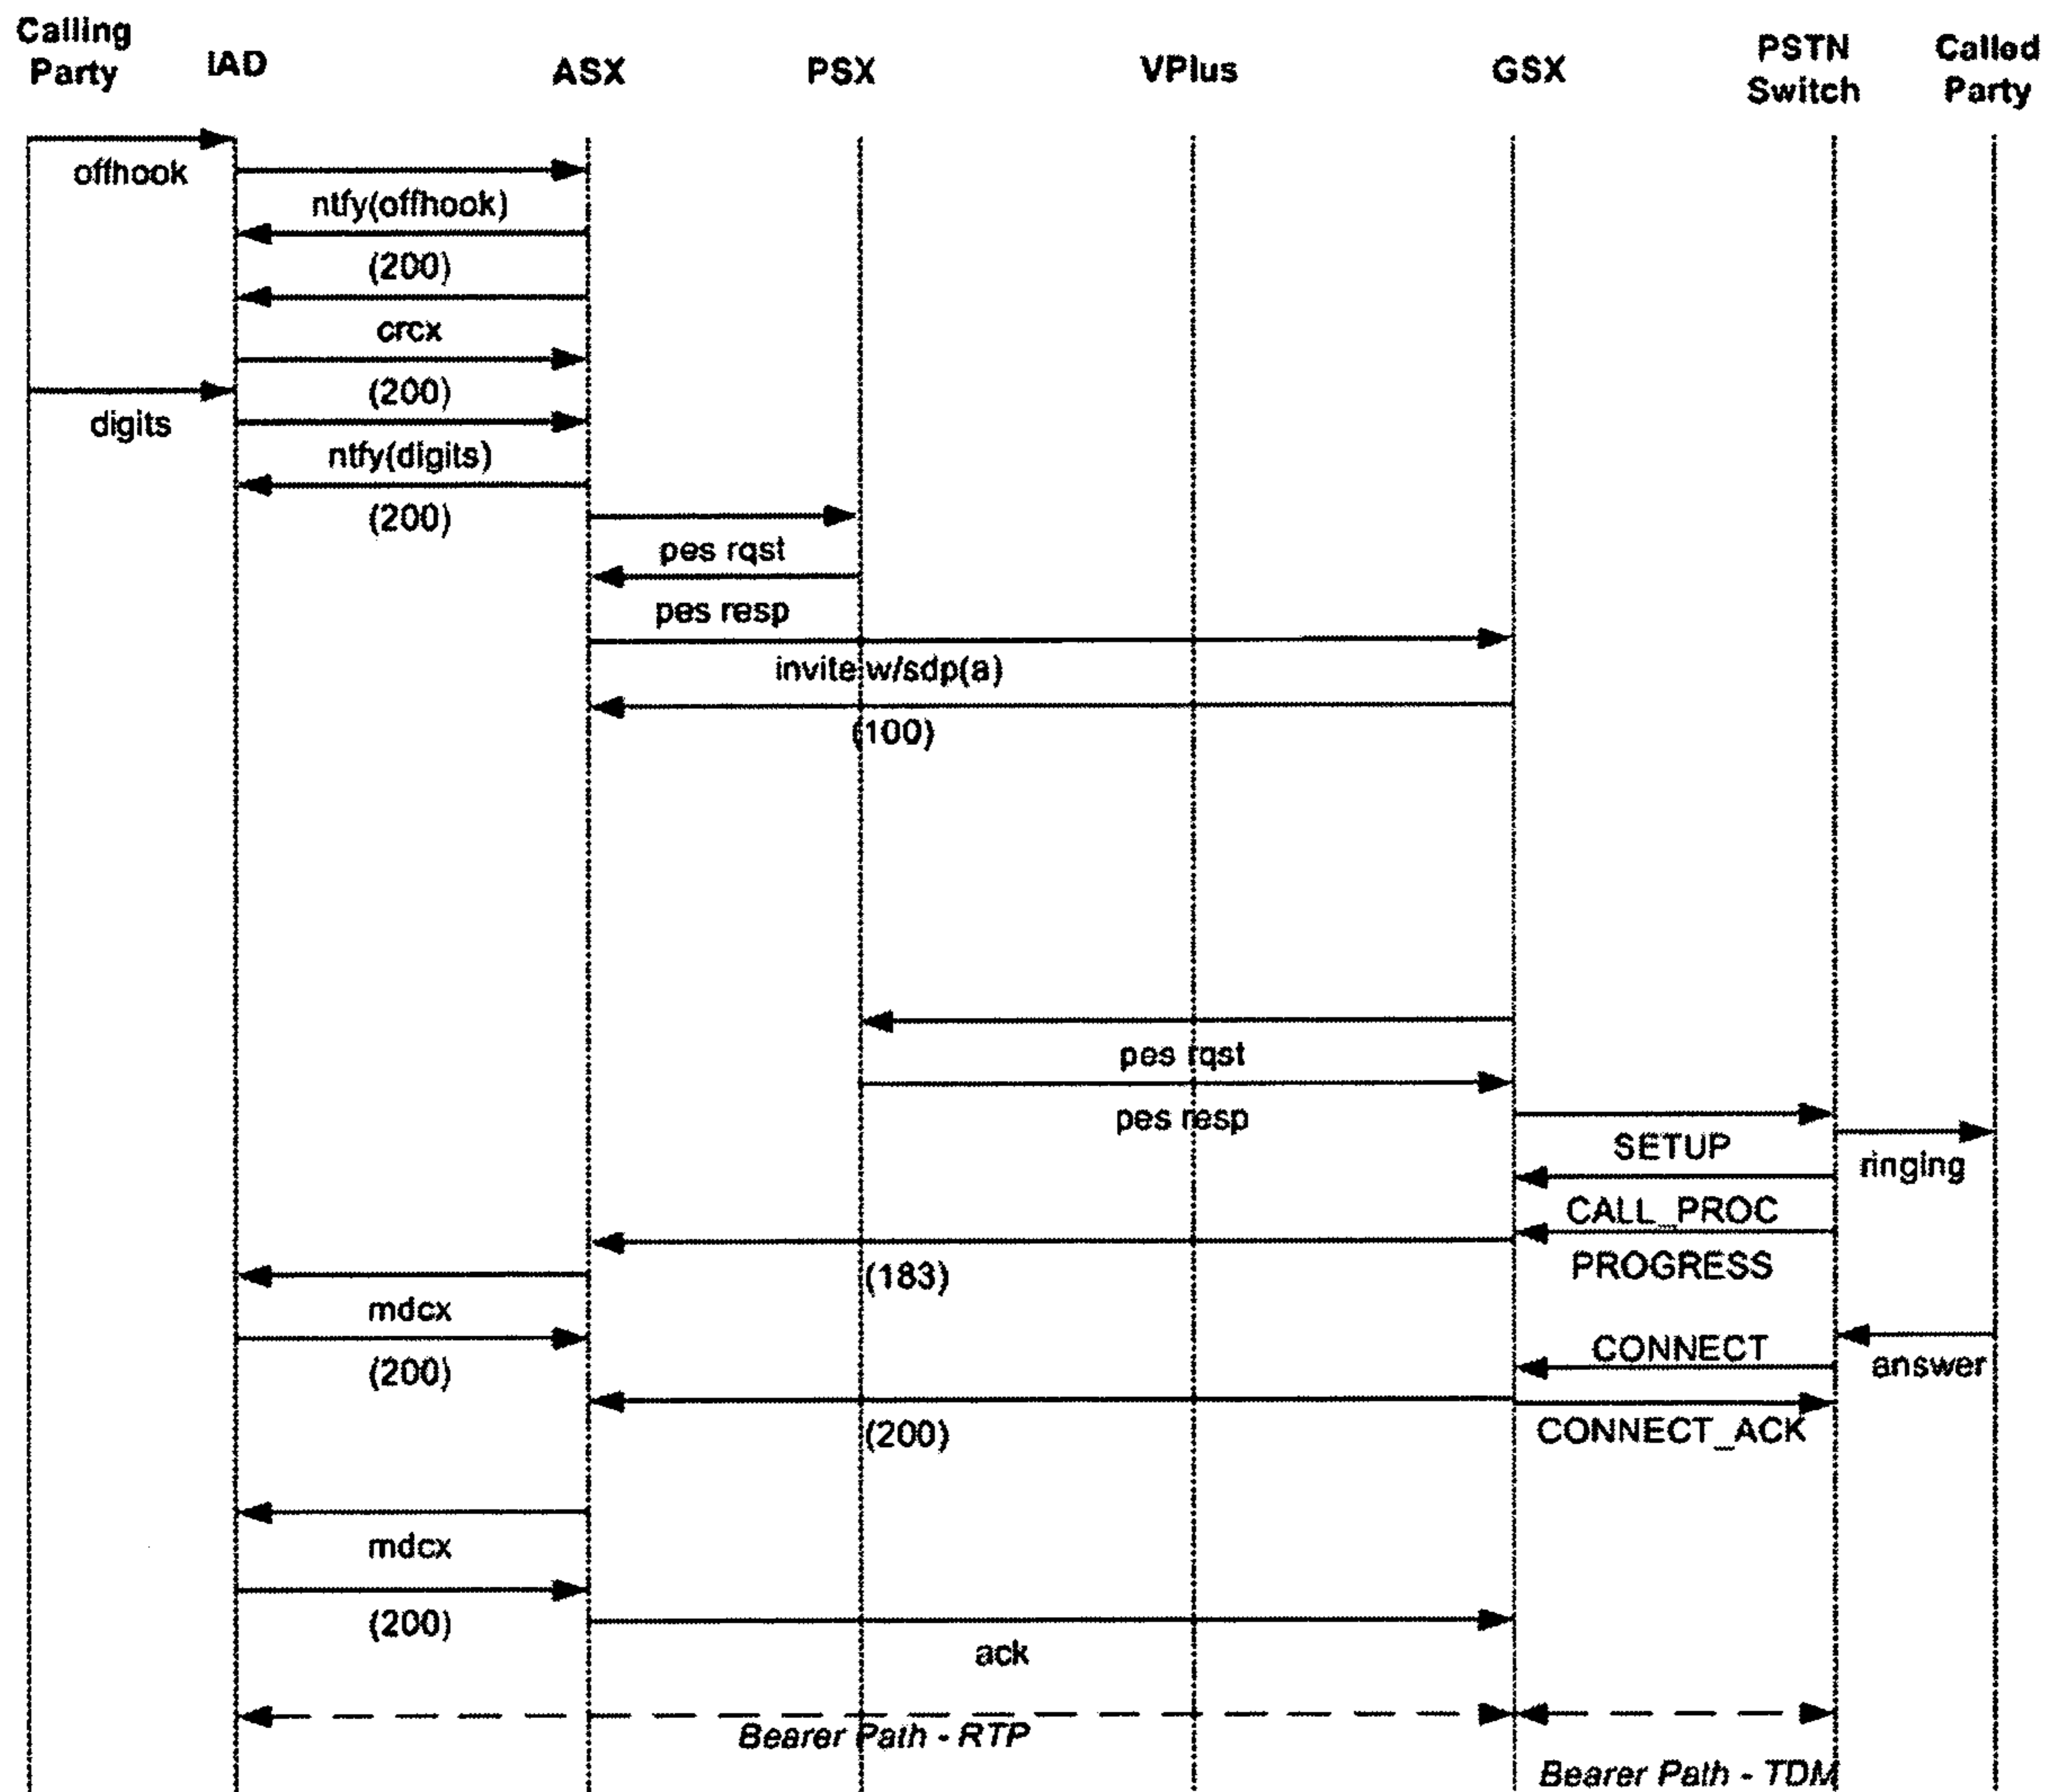 Calling
Party
IAD
ASX
PSX
VPlus
GSX
PSTN
Switch
Called
Party
offhook
ntfy(offhook)
(200)
crcx
(200)
digits
ntfy(digits)
(200)
pes rqst
pes resp
invite w/sdp(a)
(100)
pes rqst
pes resp
SETUP
ringing
CALL_PROC
PROGRESS
(183)
mdcx
(200)
CONNECT
answer
(200)
CONNECT_ACK
mdcx
(200)
ack
Bearer Path - RTP
Bearer Path - TDM